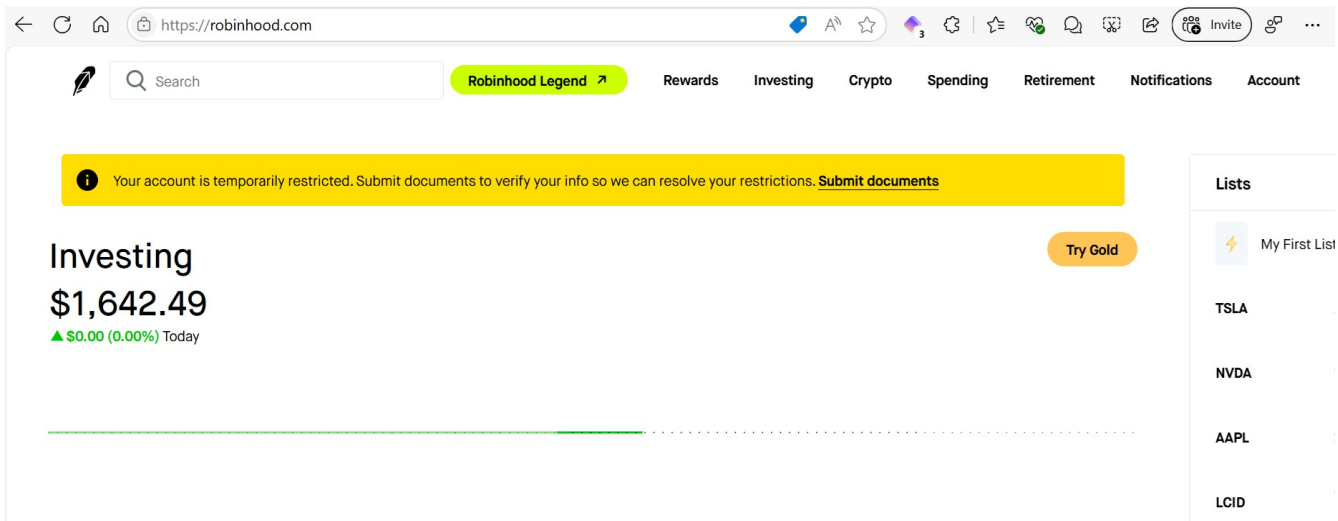 https://robinhood.com
3
Invite
Search
Robinhood Legend
Rewards
Investing
Crypto
Spending
Retirement
Notifications
Account
Your account is temporarily restricted. Submit documents to verify your info so we can resolve your restrictions. Submit documents
Investing
Try Gold
$1,642.49
$0.00 (0.00%) Today
Lists
My First List
TSLA
NVDA
AAPL
LCID